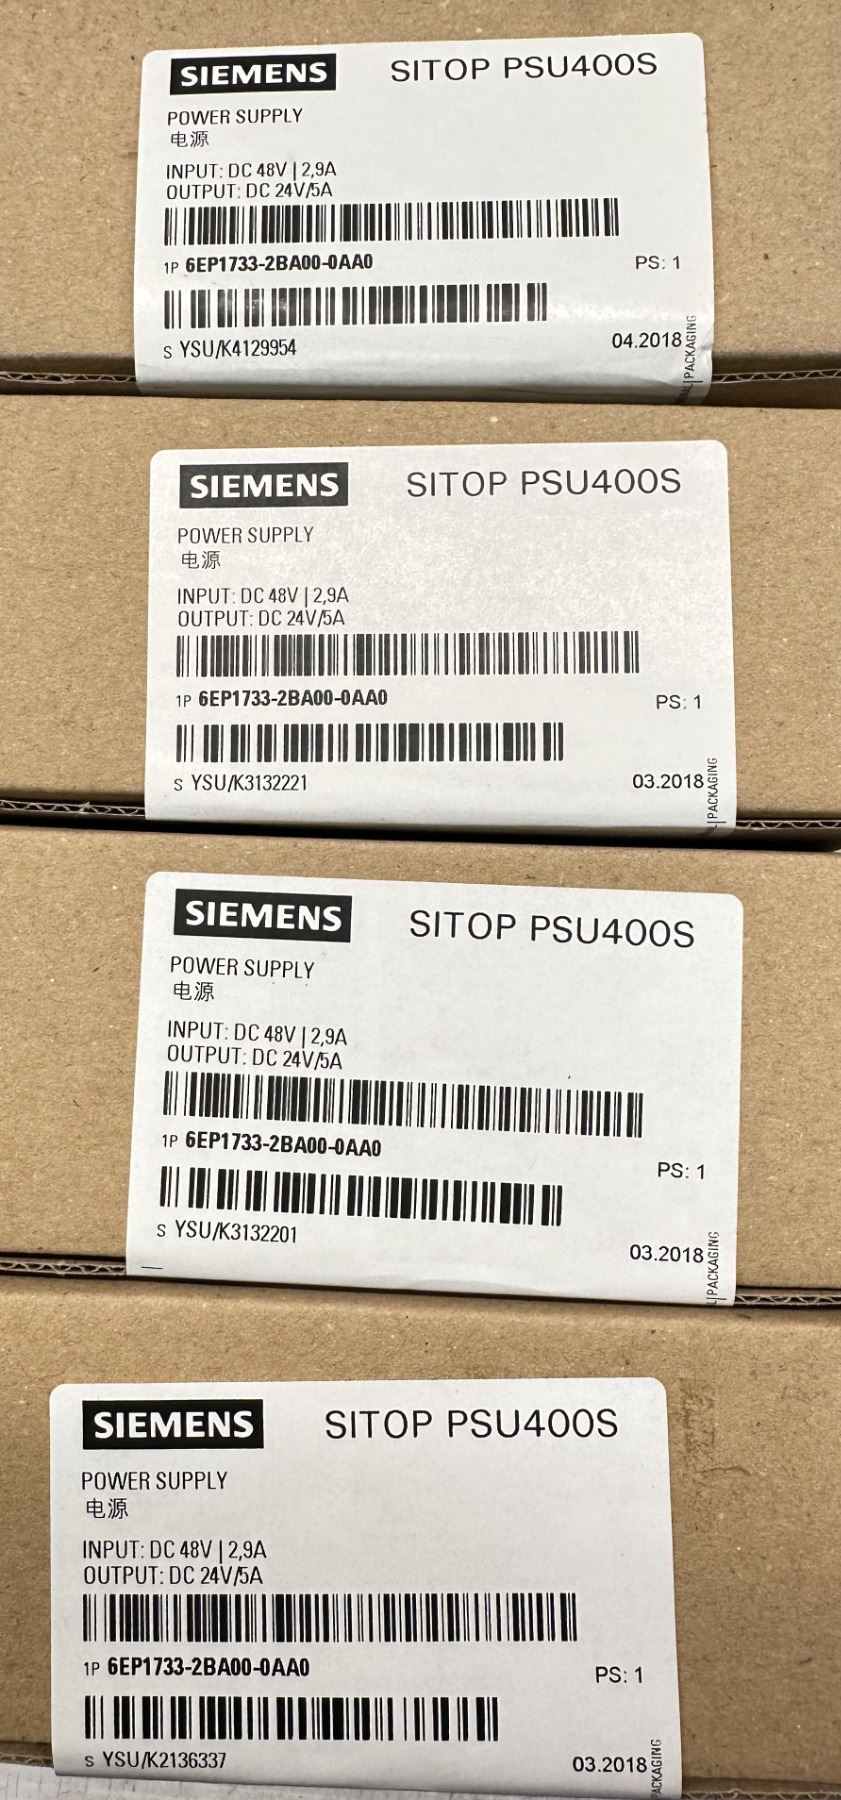 SIEMENS SITOP PSU400S
POWER SUPPLY
电源
INPUT: DC 48V | 2,9A
OUTPUT: DC 24V/5A
1P 6EP1733-2BA00-0AA0 PS: 1
S YSU/K4129954 04.2018
PACKAGING
SIEMENS SITOP PSU400S
POWER SUPPLY
电源
INPUT: DC 48V | 2,9A
OUTPUT: DC 24V/5A
1P 6EP1733-2BA00-0AA0 PS: 1
S YSU/K3132221 03.2018
PACKAGING
SIEMENS SITOP PSU400S
POWER SUPPLY
电源
INPUT: DC 48V | 2,9A
OUTPUT: DC 24V/5A
1P 6EP1733-2BA00-0AA0 PS: 1
S YSU/K3132201 03.2018
PACKAGING
SIEMENS SITOP PSU400S
POWER SUPPLY
电源
INPUT: DC 48V | 2,9A
OUTPUT: DC 24V/5A
1P 6EP1733-2BA00-0AA0 PS: 1
S YSU/K2136337 03.2018
PACKAGING